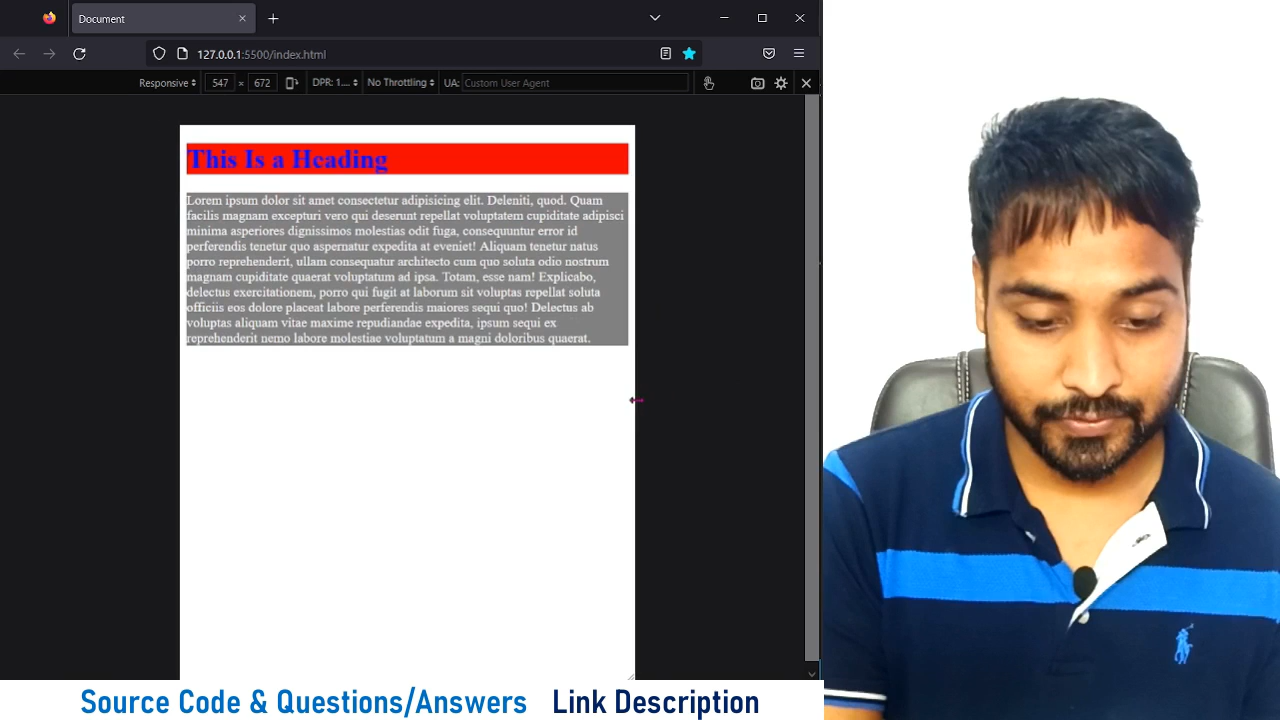 Document
127.0.0.1:5500/index.html
Responsive 547 × 672 DPR: 1.... No Throttling UA: Custom User Agent
This Is a Heading
Lorem ipsum dolor sit amet consectetur adipisicing elit. Deleniti, quod. Quam
facilis magnam excepturi vero qui deserunt repellat voluptatem cupiditate adipisci
minima asperiores dignissimos molestias odit fuga, consequuntur error id
perferendis tenetur quo aspernatur expedita at eveniet! Aliquam tenetur natus
porro reprehenderit, ullam consequatur architecto cum quo soluta odio nostrum
magnam cupiditate quaerat voluptatum ad ipsa. Totam, esse nam! Explicabo,
delectus exercitationem, porro qui fugit at laborum sit voluptas repellat soluta
officiis eos dolore placeat labore perferendis maiores sequi quo! Delectus ab
voluptas aliquam vitae maxime repudiandae expedita, ipsum sequi ex
reprehenderit nemo labore molestiae voluptatum a magni doloribus quaerat.
Source Code & Questions/Answers Link Description